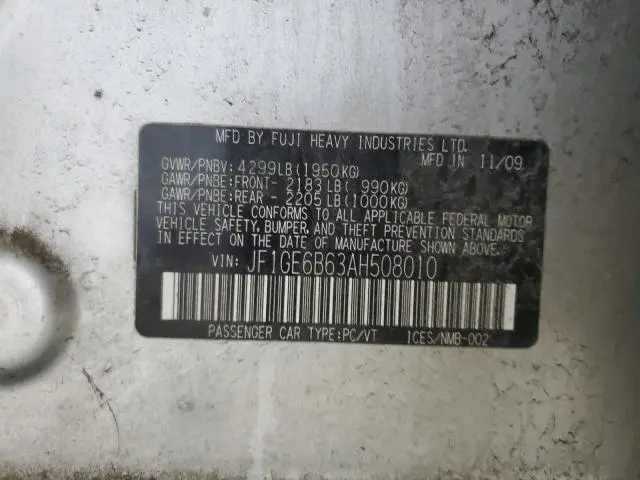 MFD BY FUJI HEAVY INDUSTRIES LTD.
MFD IN 11/09
GVWR/PNBV: 4299LB(1950KG)
GAWR/PNBE:FRONT- 2183LB( 990KG)
GAWR/PNBE:REAR - 2205LB(1000KG)
THIS VEHICLE CONFORMS TO ALL APPLICABLE FEDERAL MOTOR
VEHICLE SAFETY, BUMPER, AND THEFT PREVENTION STANDARDS
IN EFFECT ON THE DATE OF MANUFACTURE SHOWN ABOVE.
VIN: JF1GE6B63AH508010
PASSENGER CAR TYPE:PC/VT ICES/NMB-002